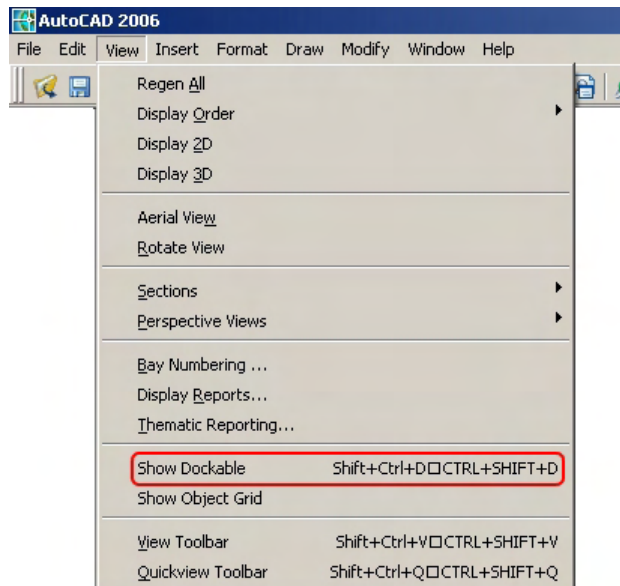 AutoCAD 2006
File Edit View Insert Format Draw Modify Window Help
Regen All
Display Order
Display 2D
Display 3D
Aerial View
Rotate View
Sections
Perspective Views
Bay Numbering ...
Display Reports...
Thematic Reporting...
Show Dockable Shift+Ctrl+D□CTRL+SHIFT+D
Show Object Grid
View Toolbar Shift+Ctrl+V□CTRL+SHIFT+V
Quickview Toolbar Shift+Ctrl+Q□CTRL+SHIFT+Q